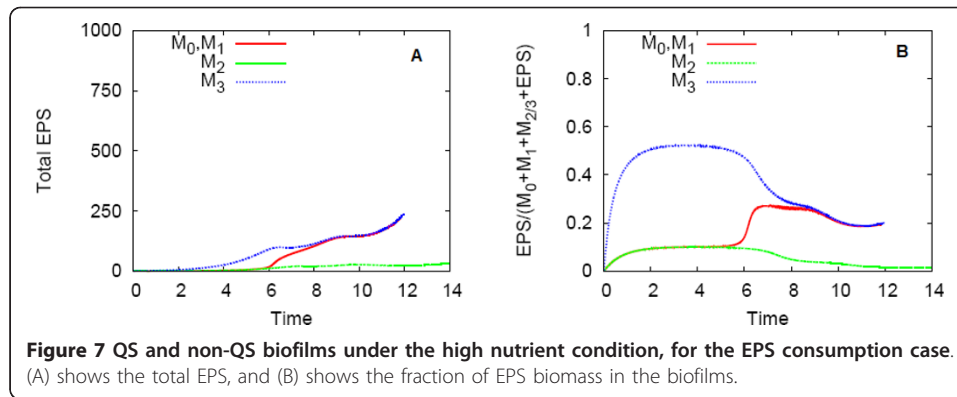 1000
750
500
250
0
Total EPS
M₀,M₁
M₂
M₃
A
0 2 4 6 8 10 12 14
Time
1
0.8
0.6
0.4
0.2
0
EPS/(M₀+M₁+M₂/₃+EPS)
M₀,M₁
M₂
M₃
B
0 2 4 6 8 10 12 14
Time
Figure 7 QS and non-QS biofilms under the high nutrient condition, for the EPS consumption case.
(A) shows the total EPS, and (B) shows the fraction of EPS biomass in the biofilms.